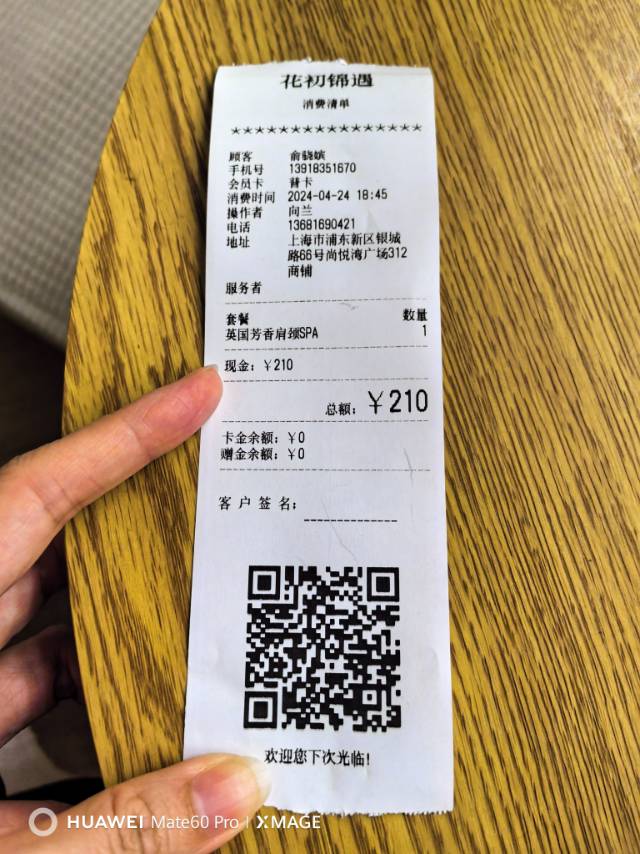 花初锦遇
消费清单
****************
顾客 俞骁嫔
手机号 13918351670
会员卡 普卡
消费时间 2024-04-24 18:45
操作者 向兰
电话 13681690421
地址 上海市浦东新区银城
路66号尚悦湾广场312
商铺
服务者
套餐 数量
英国芳香肩颈SPA 1
现金：￥210
总额：￥210
卡金余额：￥0
赠金余额：￥0
客户签名：
欢迎您下次光临!
HUAWEI Mate60 Pro | XMAGE